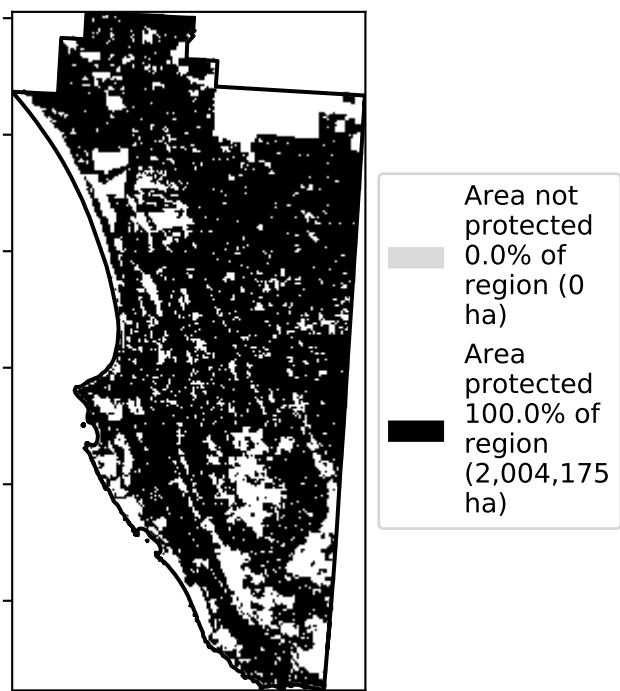 Area not
protected
0.0% of
region (0
ha)
Area
protected
100.0% of
region
(2,004,175
ha)